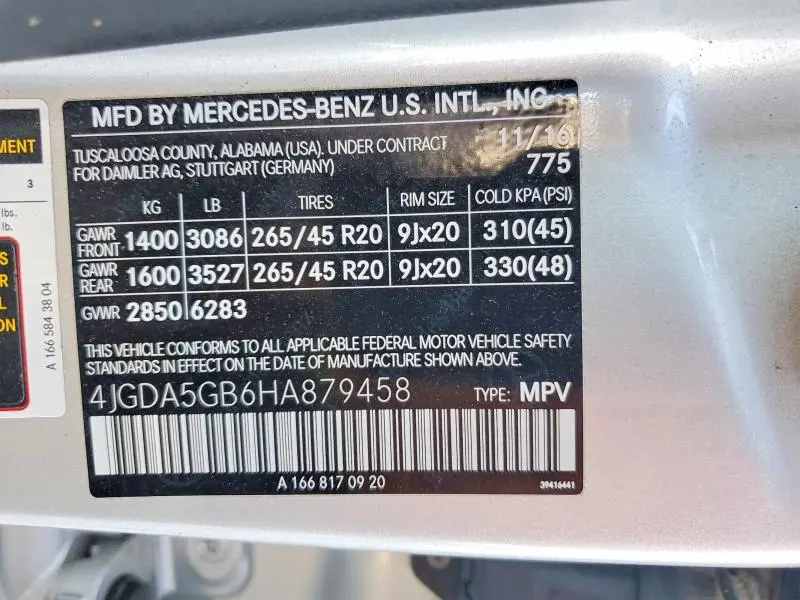 MFD BY MERCEDES-BENZ U.S. INTL., INC
TUSCALOOSA COUNTY, ALABAMA (USA). UNDER CONTRACT 11/16
FOR DAIMLER AG, STUTTGART (GERMANY) 775
KG LB TIRES RIM SIZE COLD KPA (PSI)
GAWR FRONT 1400 3086 265/45 R20 9Jx20 310(45)
GAWR REAR 1600 3527 265/45 R20 9Jx20 330(48)
GVWR 2850 6283
THIS VEHICLE CONFORMS TO ALL APPLICABLE FEDERAL MOTOR VEHICLE SAFETY
STANDARDS IN EFFECT ON THE DATE OF MANUFACTURE SHOWN ABOVE.
4JGDA5GB6HA879458 TYPE: MPV
A 166 817 09 20
39416441
MENT
3
lbs.
lb.
S
R
L
ON
A 166 584 38 04